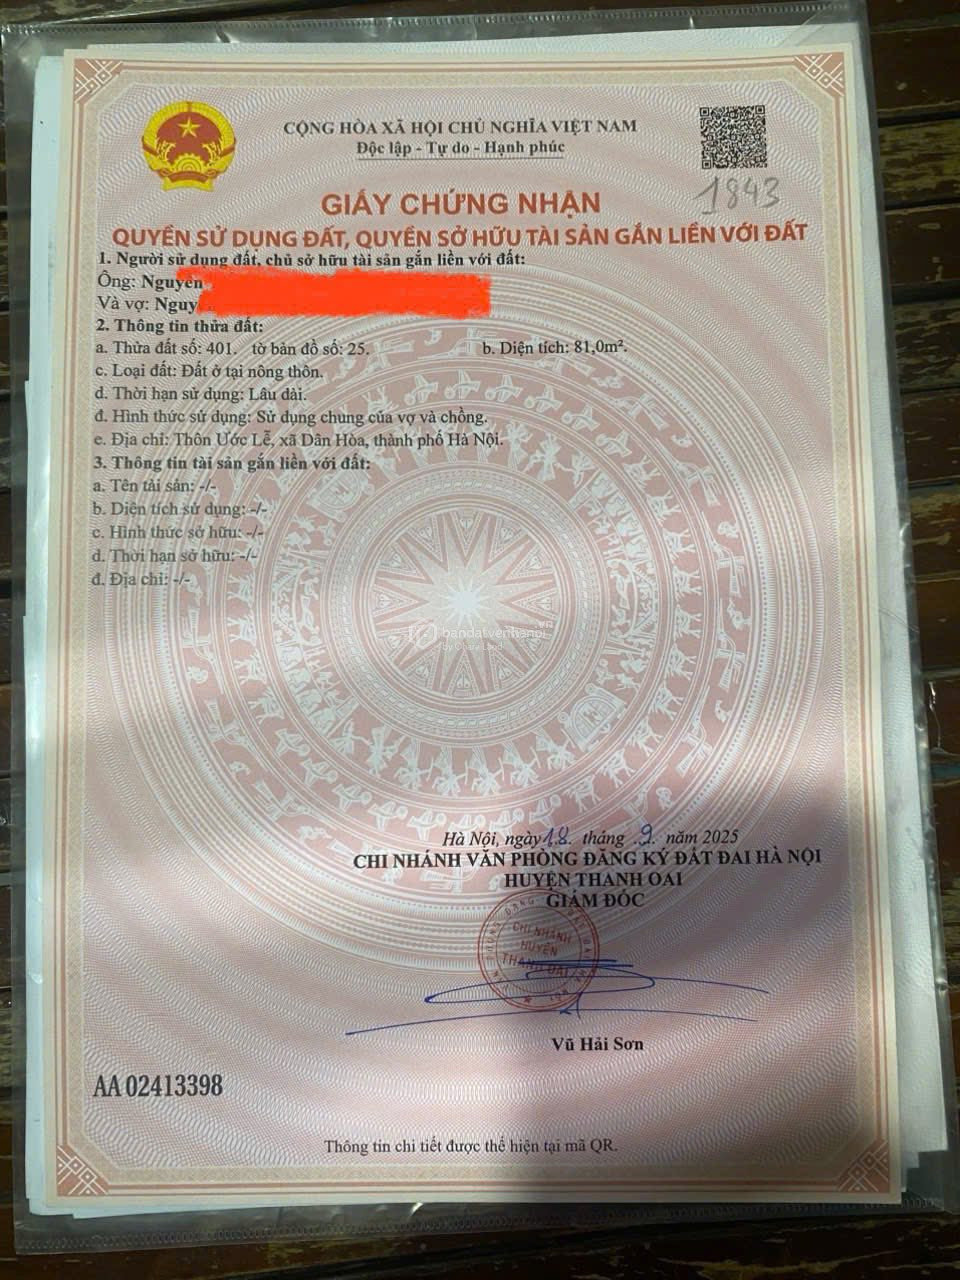 CỘNG HÒA XÃ HỘI CHỦ NGHĨA VIỆT NAM
Độc lập - Tự do - Hạnh phúc
1843
GIẤY CHỨNG NHẬN
QUYỀN SỬ DỤNG ĐẤT, QUYỀN SỞ HỮU TÀI SẢN GẮN LIỀN VỚI ĐẤT
1. Người sử dụng đất, chủ sở hữu tài sản gắn liền với đất:
Ông: Nguyễn
Và vợ: Nguy
2. Thông tin thửa đất:
a. Thửa đất số: 401. tờ bản đồ số: 25. b. Diện tích: 81,0m².
c. Loại đất: Đất ở tại nông thôn.
d. Thời hạn sử dụng: Lâu dài.
đ. Hình thức sử dụng: Sử dụng chung của vợ và chồng.
e. Địa chỉ: Thôn Ước Lễ, xã Dân Hòa, thành phố Hà Nội.
3. Thông tin tài sản gắn liền với đất:
a. Tên tài sản: -/-
b. Diện tích sử dụng: -/-
c. Hình thức sở hữu: -/-
d. Thời hạn sở hữu: -/-
đ. Địa chỉ: -/-
bandatvenhanoi
Hà Nội, ngày 18. tháng .9. năm 2025
CHI NHÁNH VĂN PHÒNG ĐĂNG KÝ ĐẤT ĐAI HÀ NỘI
HUYỆN THANH OAI
GIÁM ĐỐC
CHI NHÁNH
HUYỆN
THANH OAI
Vũ Hải Sơn
AA 02413398
Thông tin chi tiết được thể hiện tại mã QR.